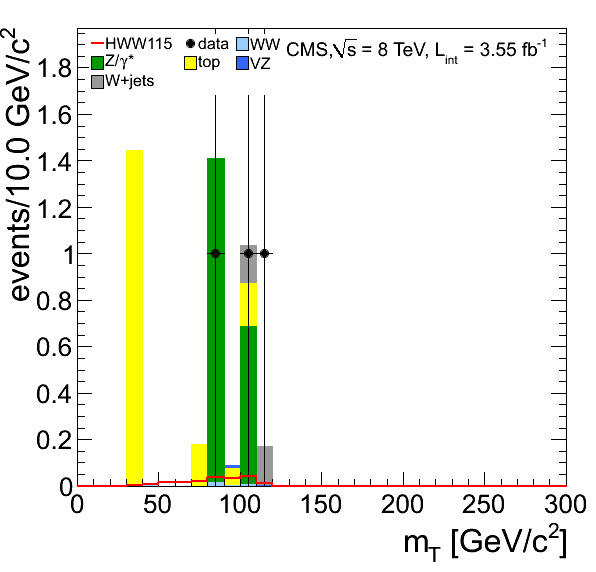 HWW115 data WW CMS,√s = 8 TeV, L_int = 3.55 fb⁻¹
Z/γ* top VZ
W+jets
events/10.0 GeV/c²
1.8
1.6
1.4
1.2
1
0.8
0.6
0.4
0.2
0
0 50 100 150 200 250 300
m_T [GeV/c²]